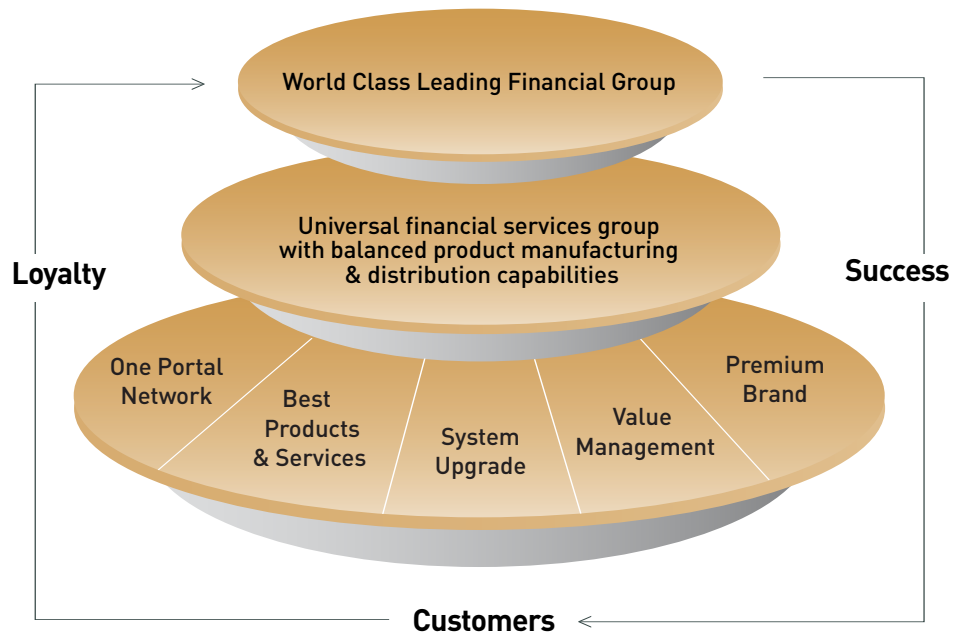 World Class Leading Financial Group
Universal financial services group
with balanced product manufacturing
& distribution capabilities
Loyalty
Success
One Portal
Network
Best
Products
& Services
System
Upgrade
Value
Management
Premium
Brand
Customers